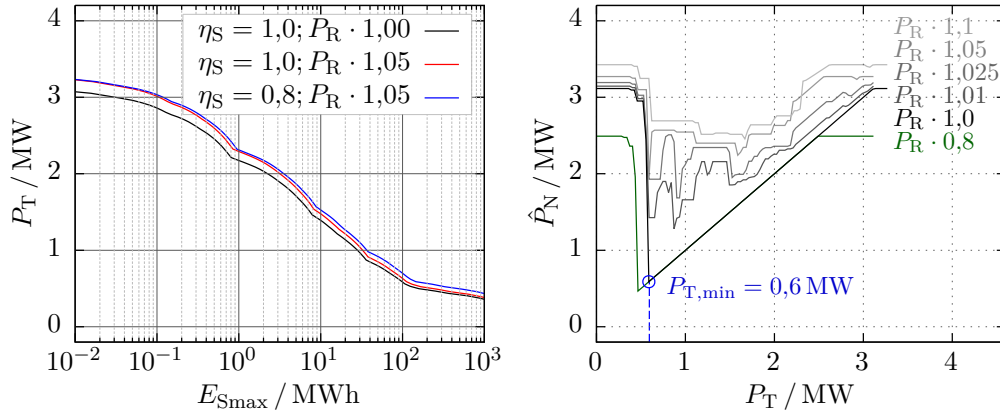 η_S = 1,0; P_R · 1,00
η_S = 1,0; P_R · 1,05
η_S = 0,8; P_R · 1,05
4
3
2
1
0
P_T / MW
10^−2 10^−1 10^0 10^1 10^2 10^3
E_Smax / MWh
P_R · 1,1
P_R · 1,05
P_R · 1,025
P_R · 1,01
P_R · 1,0
P_R · 0,8
P_T,min = 0,6 MW
4
3
2
1
0
P̂_N / MW
0 1 2 3 4
P_T / MW